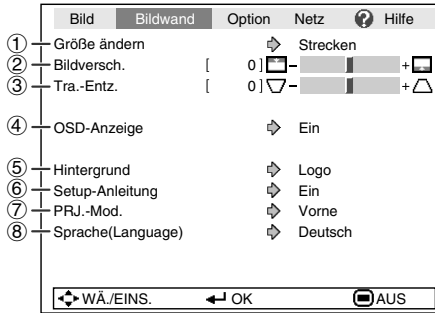 Bild Bildwand Option Netz ? Hilfe
① Größe ändern Strecken
② Bildversch. [ 0 ] - +
③ Tra.-Entz. [ 0 ] - +
④ OSD-Anzeige Ein
⑤ Hintergrund Logo
⑥ Setup-Anleitung Ein
⑦ PRJ.-Mod. Vorne
⑧ Sprache(Language) Deutsch
WÄ./EINS. OK AUS